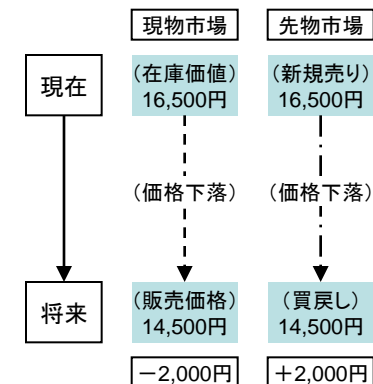 現物市場
先物市場
現在
(在庫価値)
16,500円
(新規売り)
16,500円
(価格下落)
(価格下落)
将来
(販売価格)
14,500円
(買戻し)
14,500円
－2,000円
＋2,000円